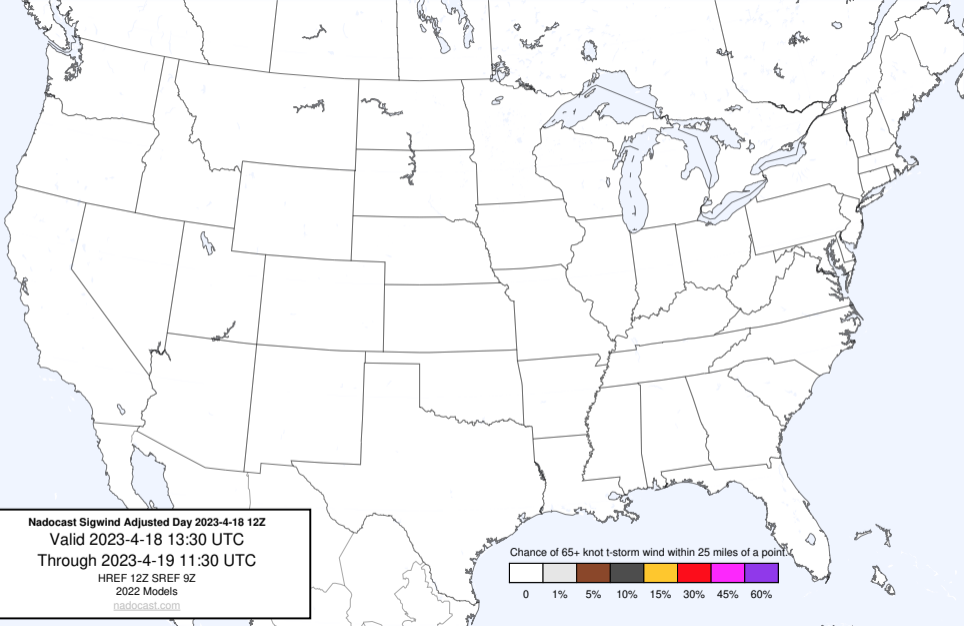 Nadocast Sigwind Adjusted Day 2023-4-18 12Z
Valid 2023-4-18 13:30 UTC
Through 2023-4-19 11:30 UTC
HREF 12Z SREF 9Z
2022 Models
nadocast.com
Chance of 65+ knot t-storm wind within 25 miles of a point.
0 1% 5% 10% 15% 30% 45% 60%